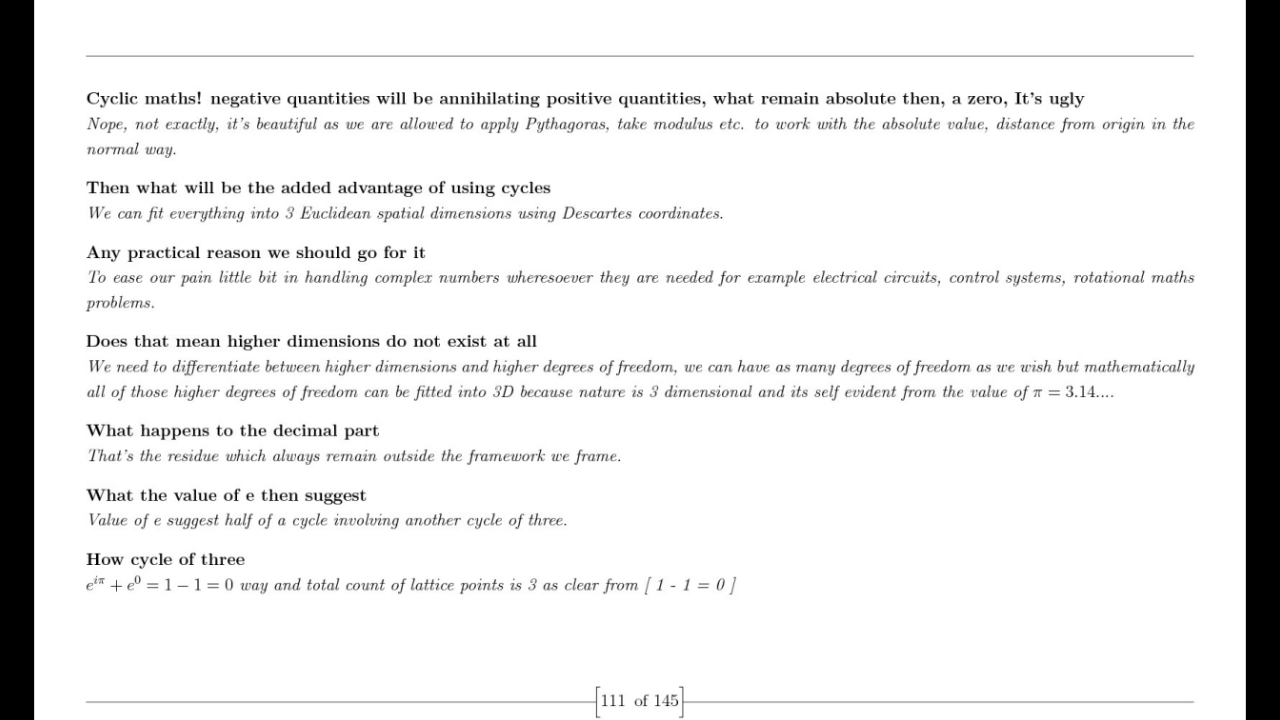 Cyclic maths! negative quantities will be annihilating positive quantities, what remain absolute then, a zero, It's ugly
Nope, not exactly, it's beautiful as we are allowed to apply Pythagoras, take modulus etc. to work with the absolute value, distance from origin in the
normal way.
Then what will be the added advantage of using cycles
We can fit everything into 3 Euclidean spatial dimensions using Descartes coordinates.
Any practical reason we should go for it
To ease our pain little bit in handling complex numbers wheresoever they are needed for example electrical circuits, control systems, rotational maths
problems.
Does that mean higher dimensions do not exist at all
We need to differentiate between higher dimensions and higher degrees of freedom, we can have as many degrees of freedom as we wish but mathematically
all of those higher degrees of freedom can be fitted into 3D because nature is 3 dimensional and its self evident from the value of π = 3.14....
What happens to the decimal part
That's the residue which always remain outside the framework we frame.
What the value of e then suggest
Value of e suggest half of a cycle involving another cycle of three.
How cycle of three
e^{iπ} + e^0 = 1 − 1 = 0 way and total count of lattice points is 3 as clear from [ 1 - 1 = 0 ]
[111 of 145]